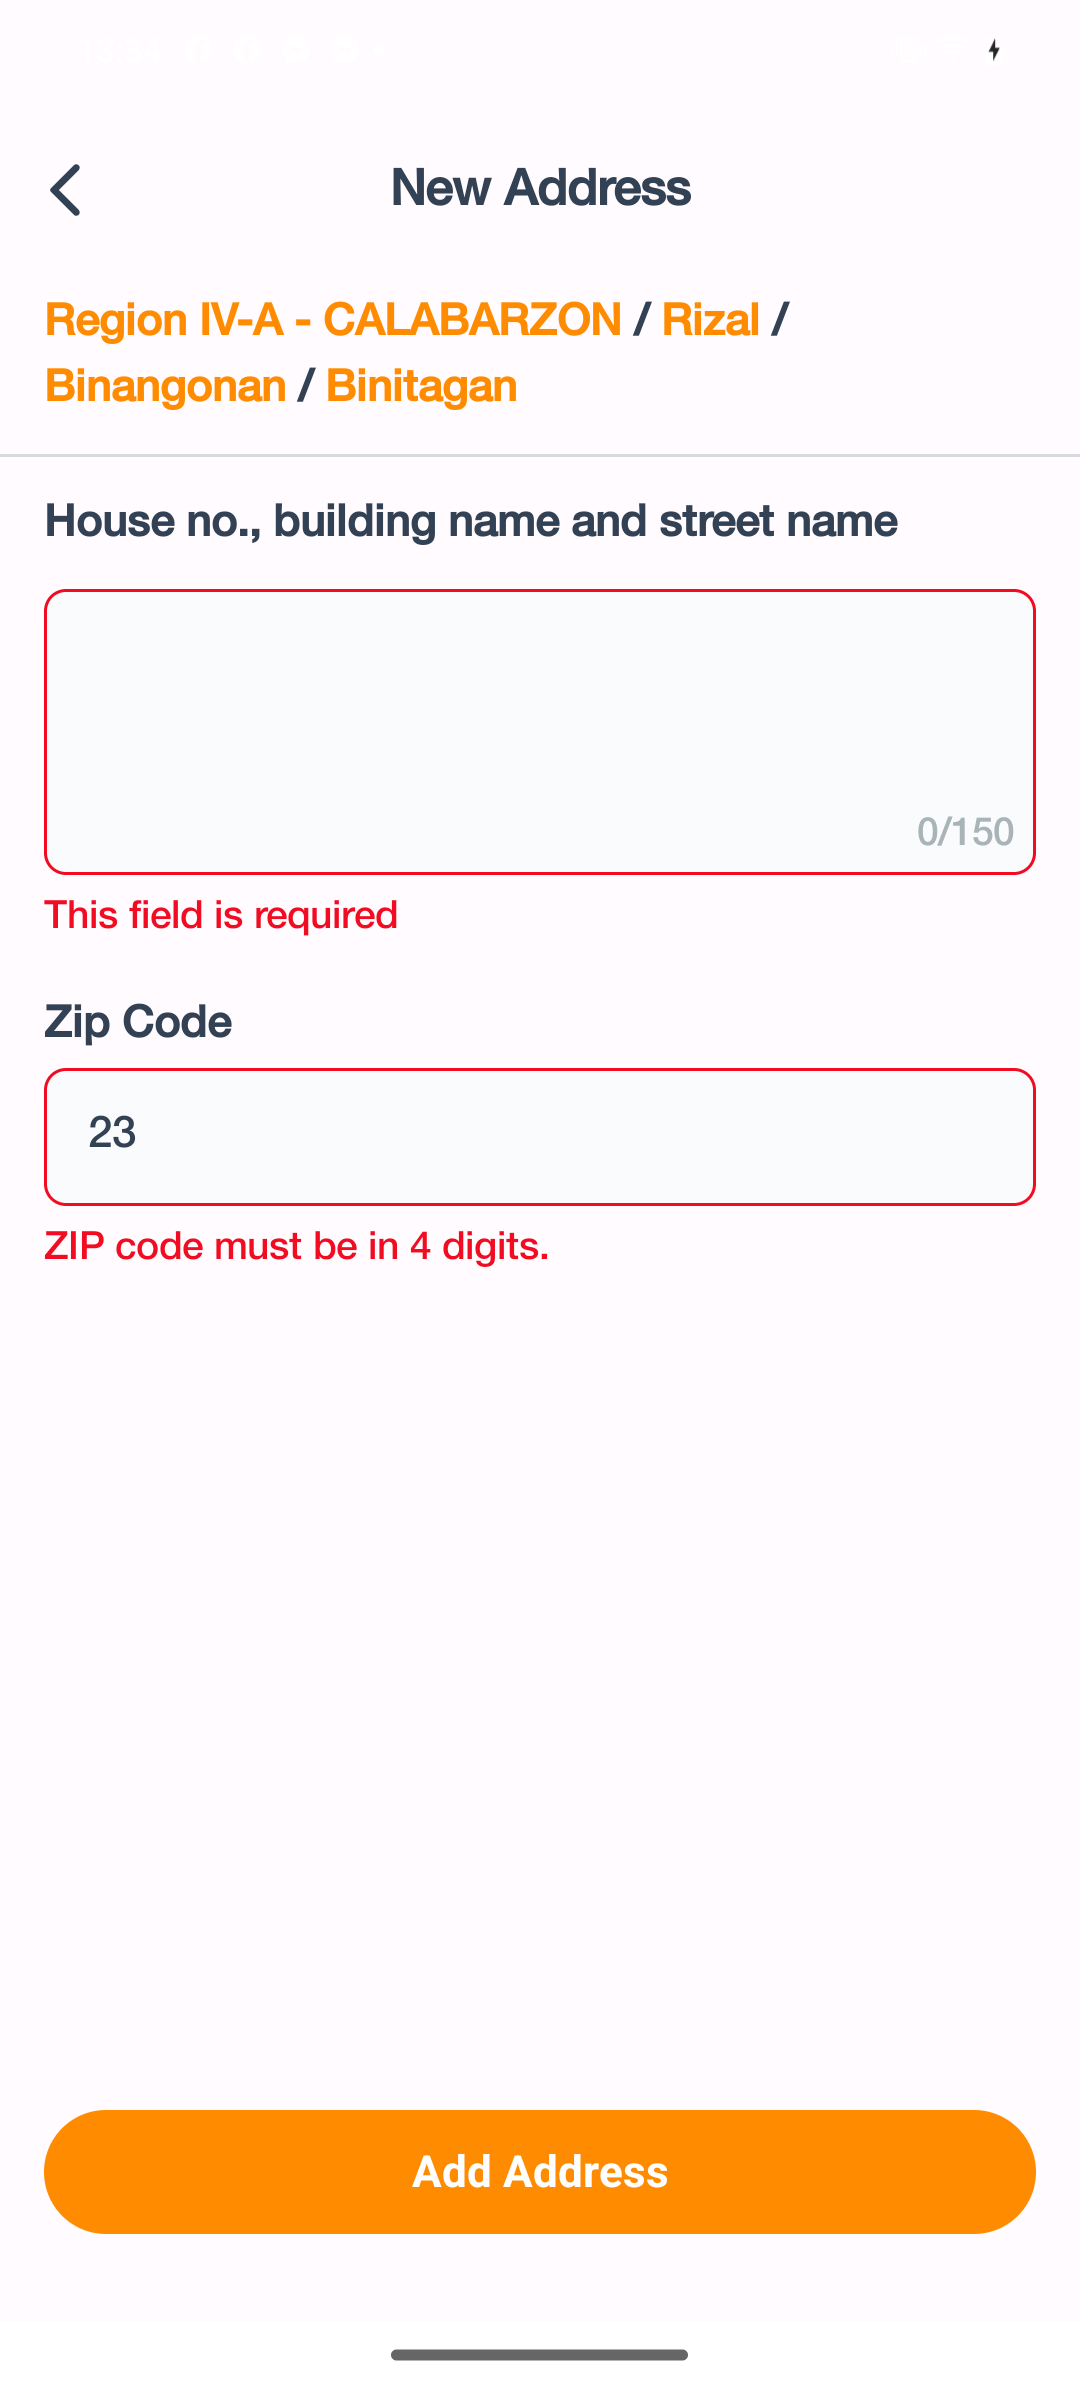 New Address
Region IV-A - CALABARZON / Rizal /
Binangonan / Binitagan
House no., building name and street name
0/150
This field is required
Zip Code
23
ZIP code must be in 4 digits.
Add Address